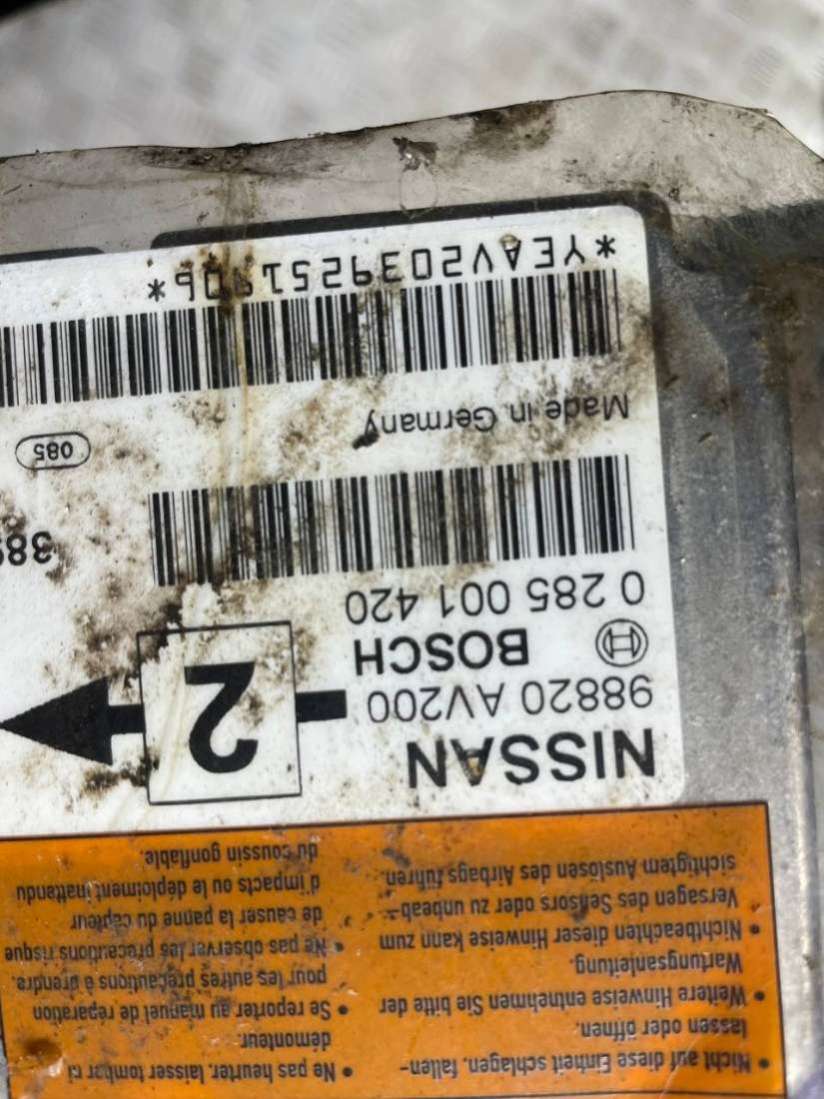 • Nicht auf diese Einheit schlagen, fallen-
lassen oder öffnen.
• Weitere Hinweise entnehmen Sie bitte der
Wartungsanleitung.
• Nichtbeachten dieser Hinweise kann zum
Versagen des Sensors oder zu unbeab-
sichtigtem Auslösen des Airbags führen.
• Ne pas heurter, laisser tomber ci
démonteur.
• Se reporter au manuel de réparation
pour les autres précautions à prendre.
• Ne pas observer les précautions risque
de causer la panne du capteur
d'impacts ou le déploiment inattendu
du coussin gonflable.
NISSAN
98820 AV200
2
BOSCH
0 285 001 420
Made in Germany
085
*YEAV2039251906*